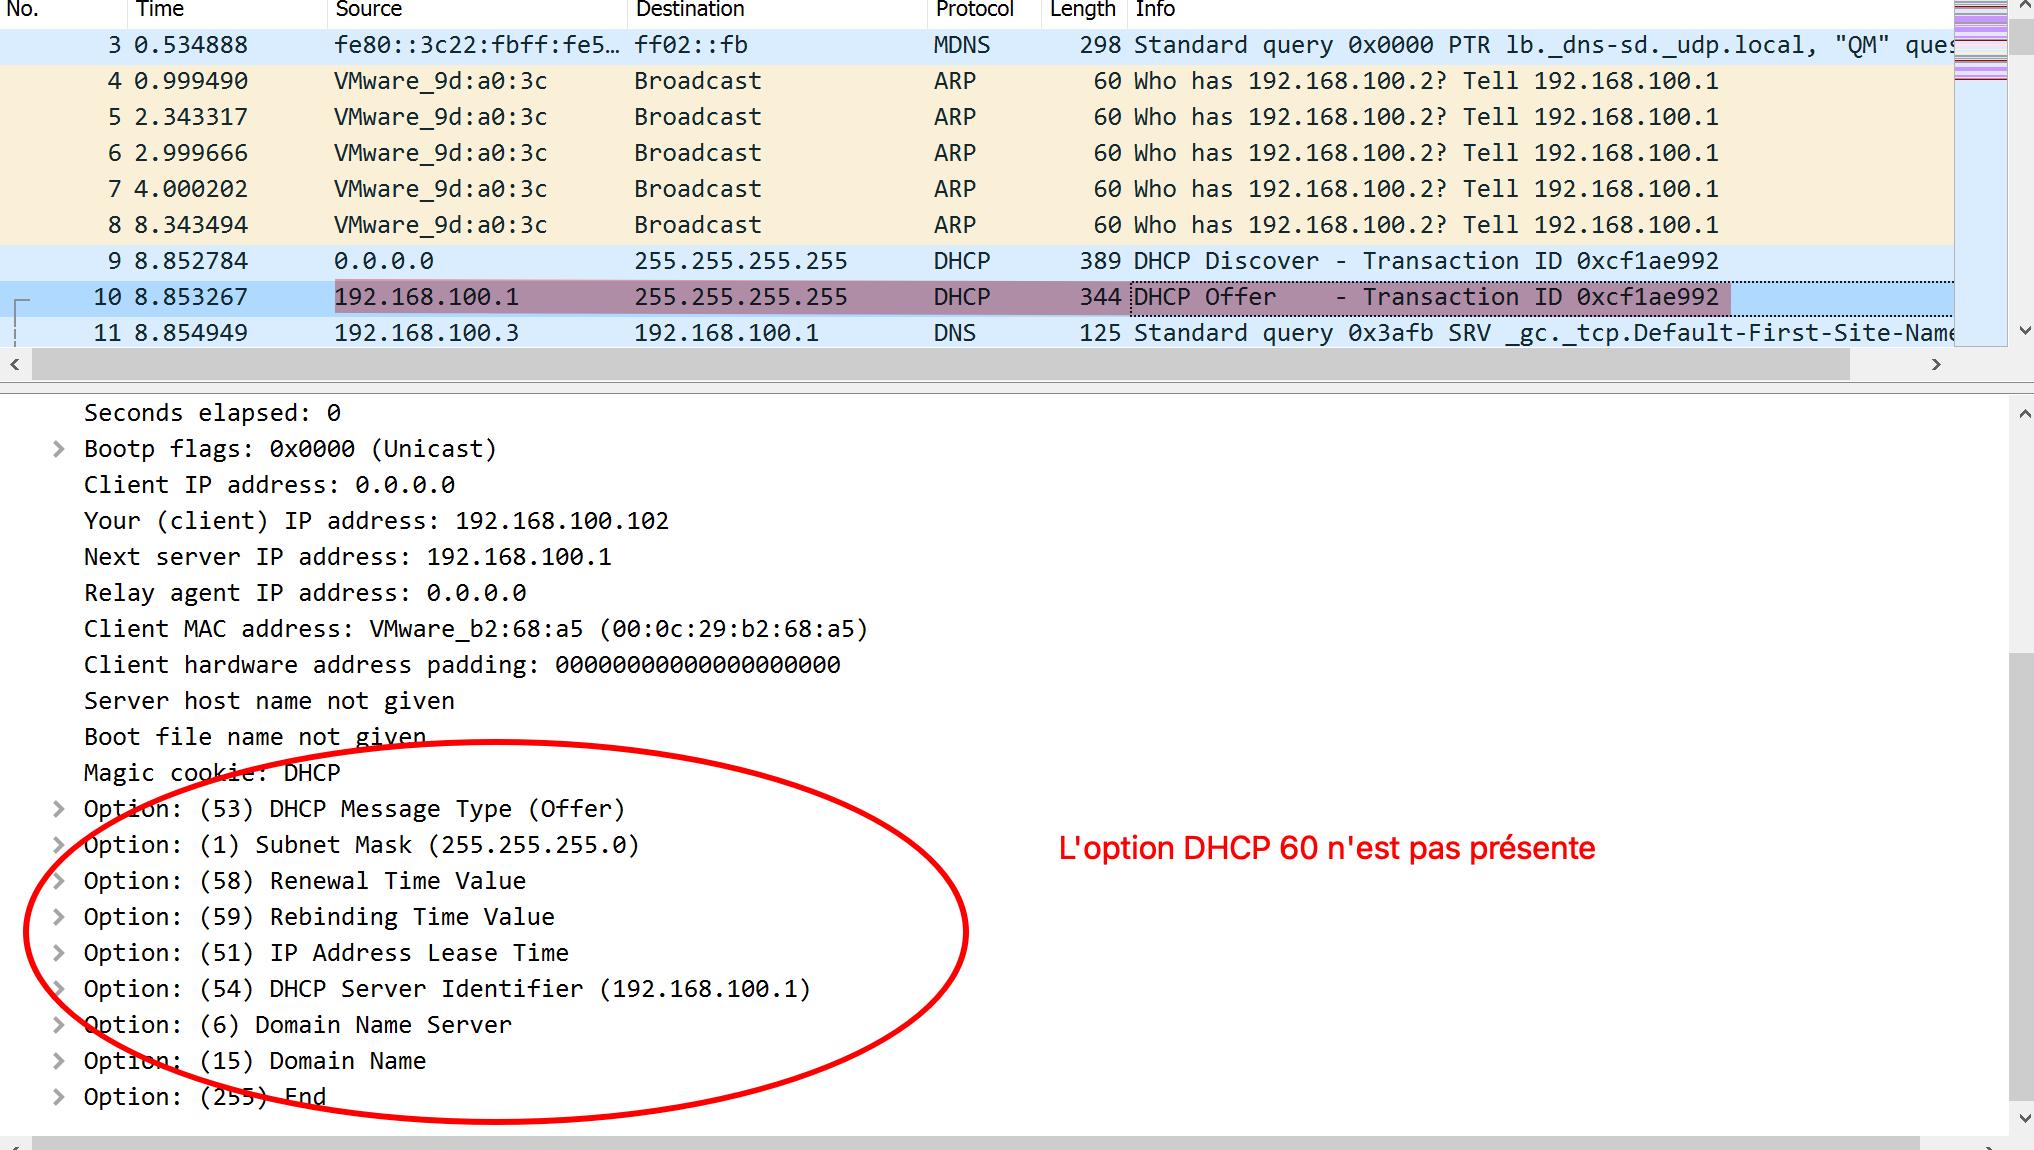 No. Time Source Destination Protocol Length Info
3 0.534888 fe80::3c22:fbff:fe5… ff02::fb MDNS 298 Standard query 0x0000 PTR lb._dns-sd._udp.local, "QM" ques
4 0.999490 VMware_9d:a0:3c Broadcast ARP 60 Who has 192.168.100.2? Tell 192.168.100.1
5 2.343317 VMware_9d:a0:3c Broadcast ARP 60 Who has 192.168.100.2? Tell 192.168.100.1
6 2.999666 VMware_9d:a0:3c Broadcast ARP 60 Who has 192.168.100.2? Tell 192.168.100.1
7 4.000202 VMware_9d:a0:3c Broadcast ARP 60 Who has 192.168.100.2? Tell 192.168.100.1
8 8.343494 VMware_9d:a0:3c Broadcast ARP 60 Who has 192.168.100.2? Tell 192.168.100.1
9 8.852784 0.0.0.0 255.255.255.255 DHCP 389 DHCP Discover - Transaction ID 0xcf1ae992
10 8.853267 192.168.100.1 255.255.255.255 DHCP 344 DHCP Offer - Transaction ID 0xcf1ae992
11 8.854949 192.168.100.3 192.168.100.1 DNS 125 Standard query 0x3afb SRV _gc._tcp.Default-First-Site-Name
Seconds elapsed: 0
Bootp flags: 0x0000 (Unicast)
Client IP address: 0.0.0.0
Your (client) IP address: 192.168.100.102
Next server IP address: 192.168.100.1
Relay agent IP address: 0.0.0.0
Client MAC address: VMware_b2:68:a5 (00:0c:29:b2:68:a5)
Client hardware address padding: 00000000000000000000
Server host name not given
Boot file name not given
Magic cookie: DHCP
Option: (53) DHCP Message Type (Offer)
Option: (1) Subnet Mask (255.255.255.0)
L'option DHCP 60 n'est pas présente
Option: (58) Renewal Time Value
Option: (59) Rebinding Time Value
Option: (51) IP Address Lease Time
Option: (54) DHCP Server Identifier (192.168.100.1)
Option: (6) Domain Name Server
Option: (15) Domain Name
Option: (255) End